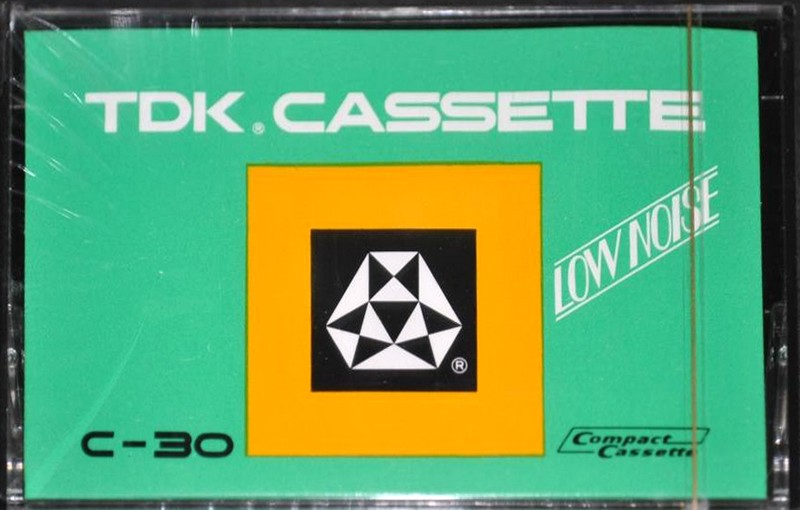 TDK® CASSETTE
LOW NOISE
®
C-30
Compact
Cassette